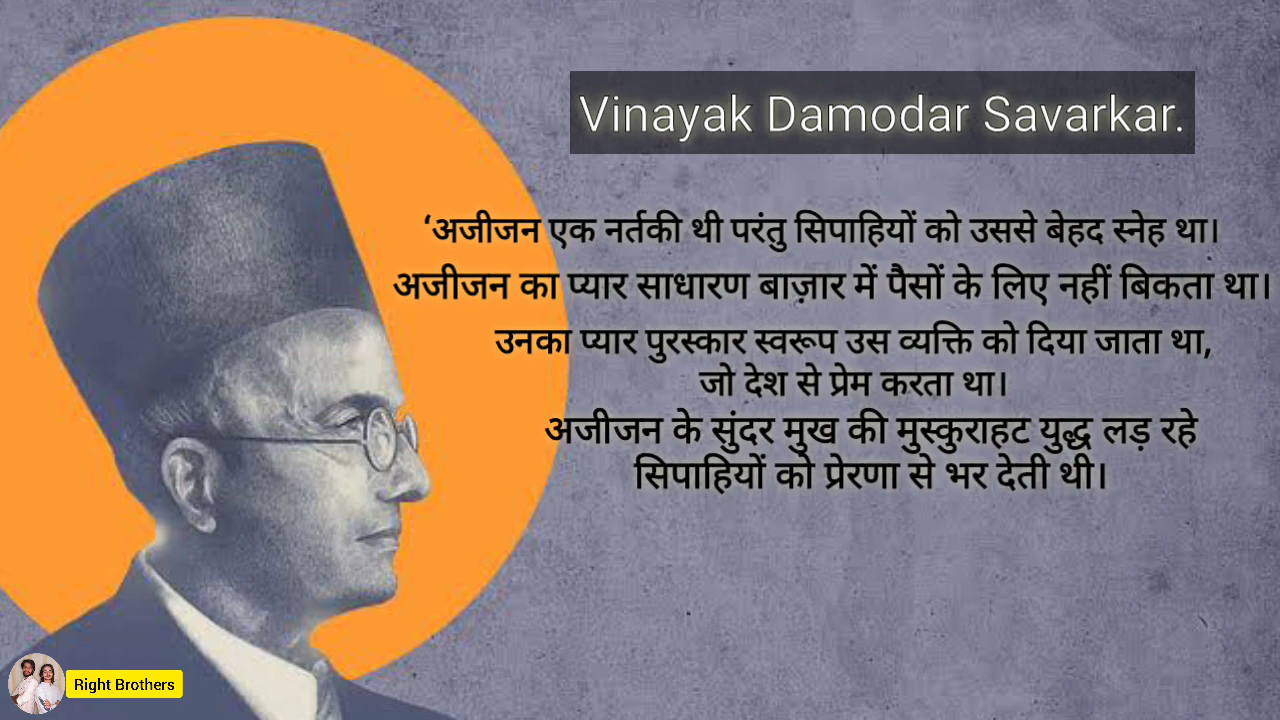 Vinayak Damodar Savarkar.
‘अजीजन एक नर्तकी थी परंतु सिपाहियों को उससे बेहद स्नेह था।
अजीजन का प्यार साधारण बाज़ार में पैसों के लिए नहीं बिकता था।
उनका प्यार पुरस्कार स्वरूप उस व्यक्ति को दिया जाता था,
जो देश से प्रेम करता था।
अजीजन के सुंदर मुख की मुस्कुराहट युद्ध लड़ रहे
सिपाहियों को प्रेरणा से भर देती थी।
Right Brothers